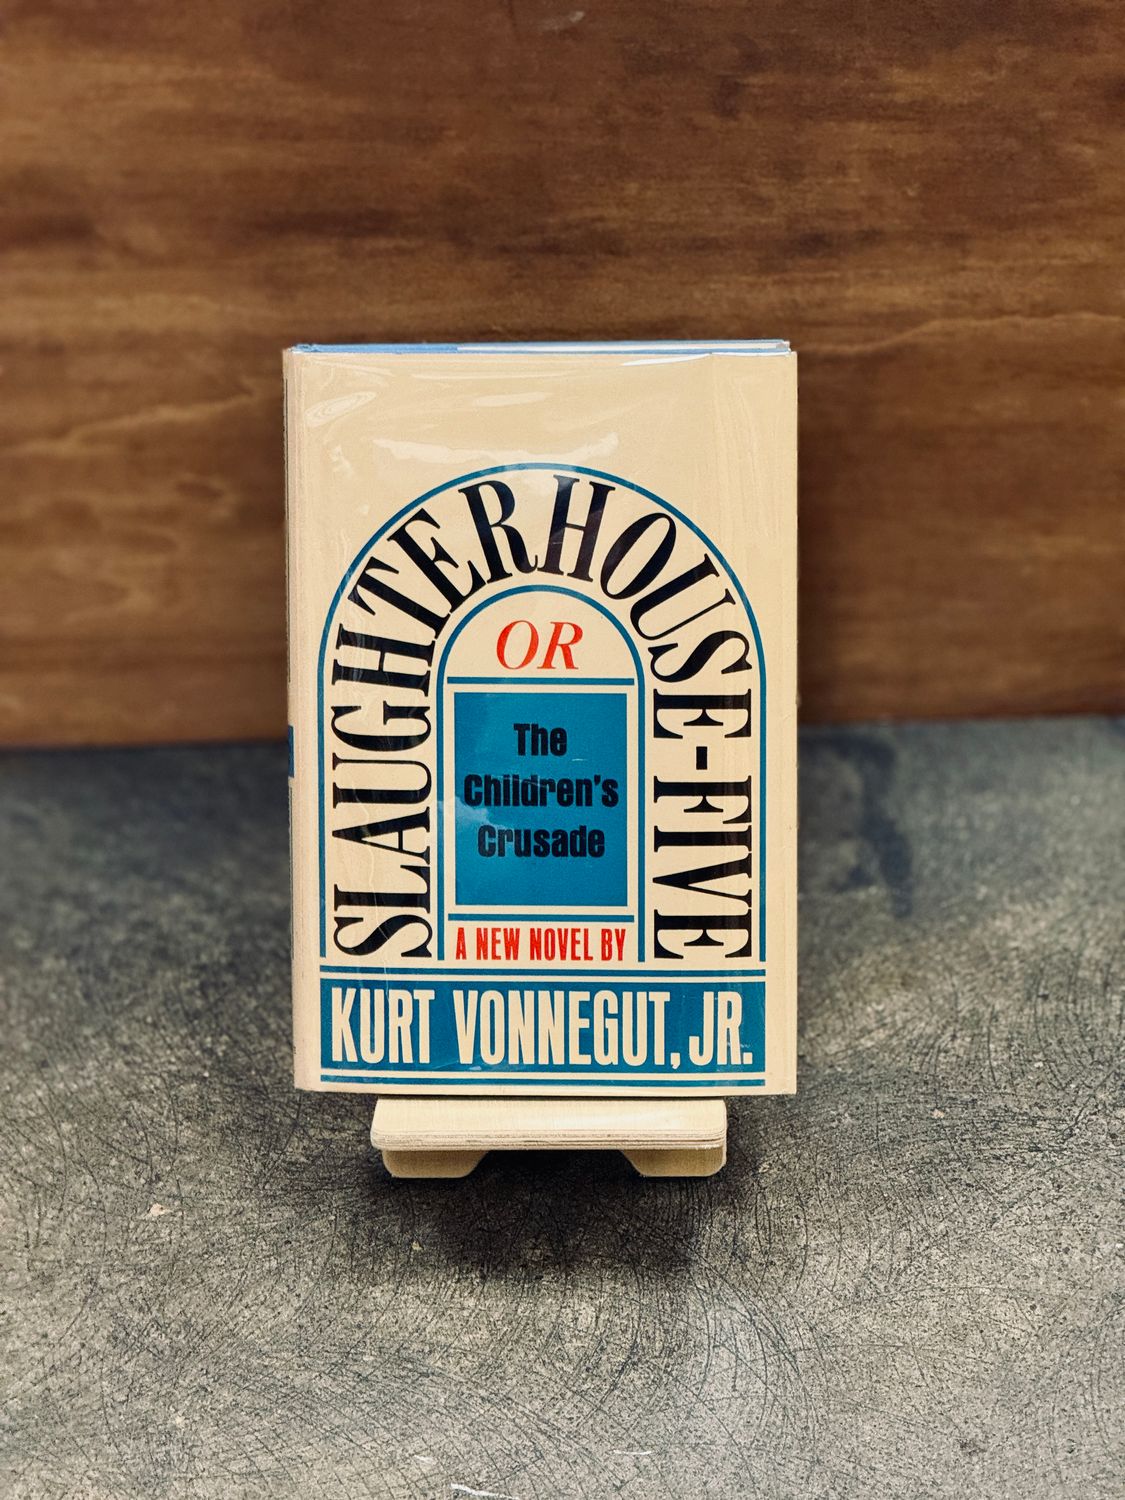 SLAUGHTERHOUSE-FIVE
OR
The
Children's
Crusade
A NEW NOVEL BY
KURT VONNEGUT, JR.